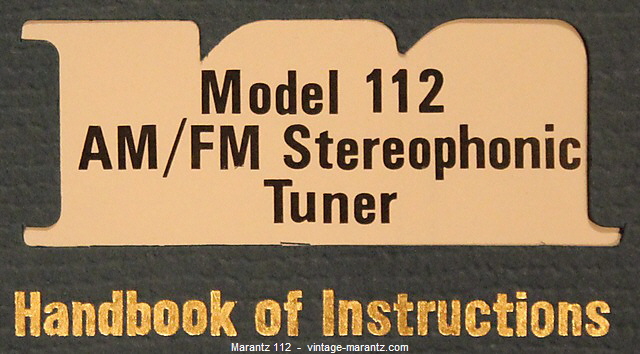 Model 112
AM/FM Stereophonic
Tuner
Handbook of Instructions
Marantz 112 - vintage-marantz.com